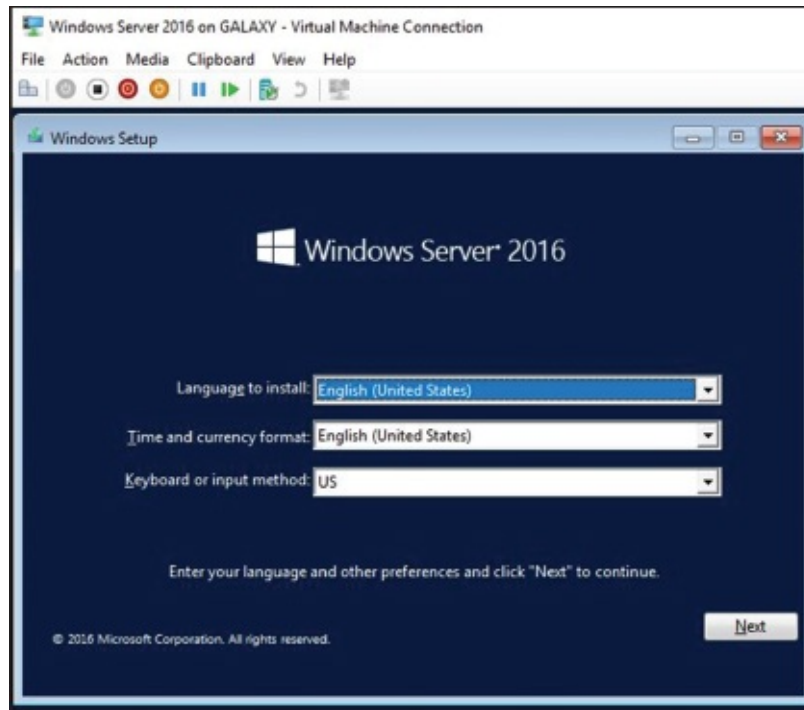 Windows Server 2016 on GALAXY - Virtual Machine Connection
File Action Media Clipboard View Help
Windows Setup
Windows Server® 2016
Language to install: English (United States)
Time and currency format: English (United States)
Keyboard or input method: US
Enter your language and other preferences and click "Next" to continue.
Next
© 2016 Microsoft Corporation. All rights reserved.